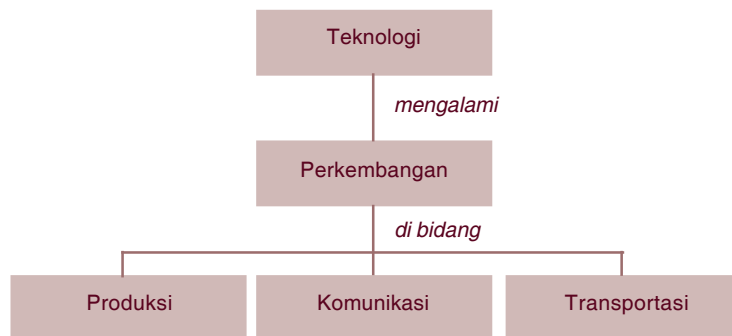 Teknologi
mengalami
Perkembangan
di bidang
Produksi
Komunikasi
Transportasi